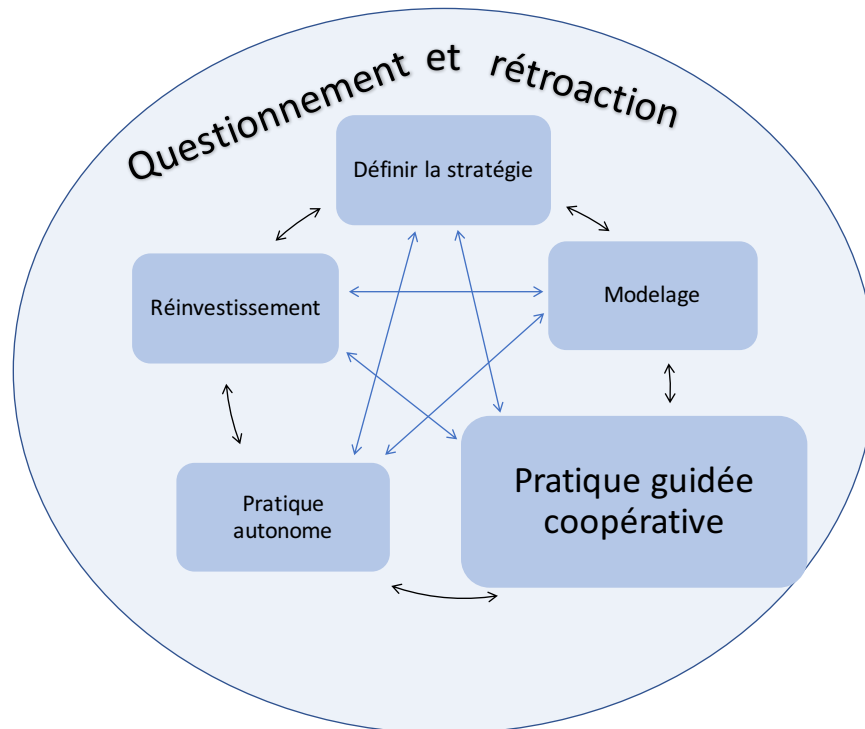 Questionnement et rétroaction
Définir la stratégie
Réinvestissement
Modelage
Pratique
autonome
Pratique guidée
coopérative